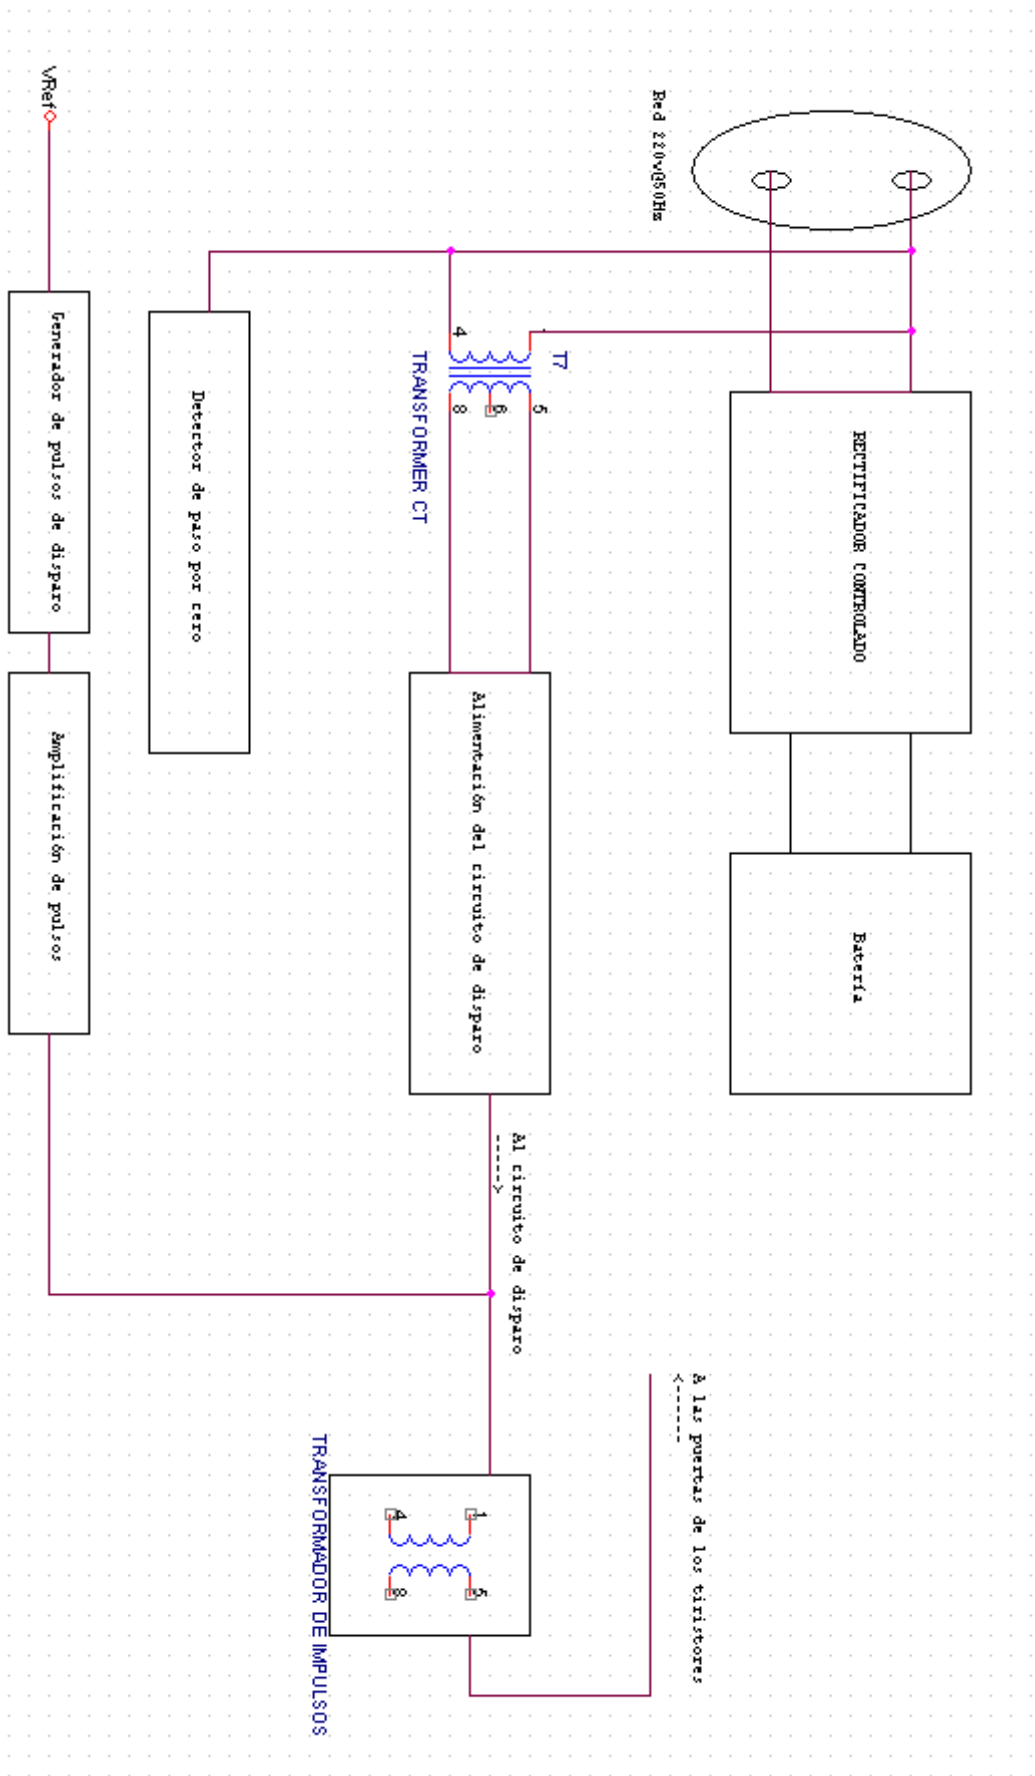 Red 220v@50Hz
RECTIFICADOR CONTROLADO
Batería
T7
1
5
6
4
8
TRANSFORMER CT
Alimentación del circuito de disparo
Al circuito de disparo
----->
A las puertas de los tiristores
<------
1
5
4
8
TRANSFORMADOR DE IMPULSOS
Detector de paso por cero
VRef
Generador de pulsos de disparo
Amplificación de pulsos